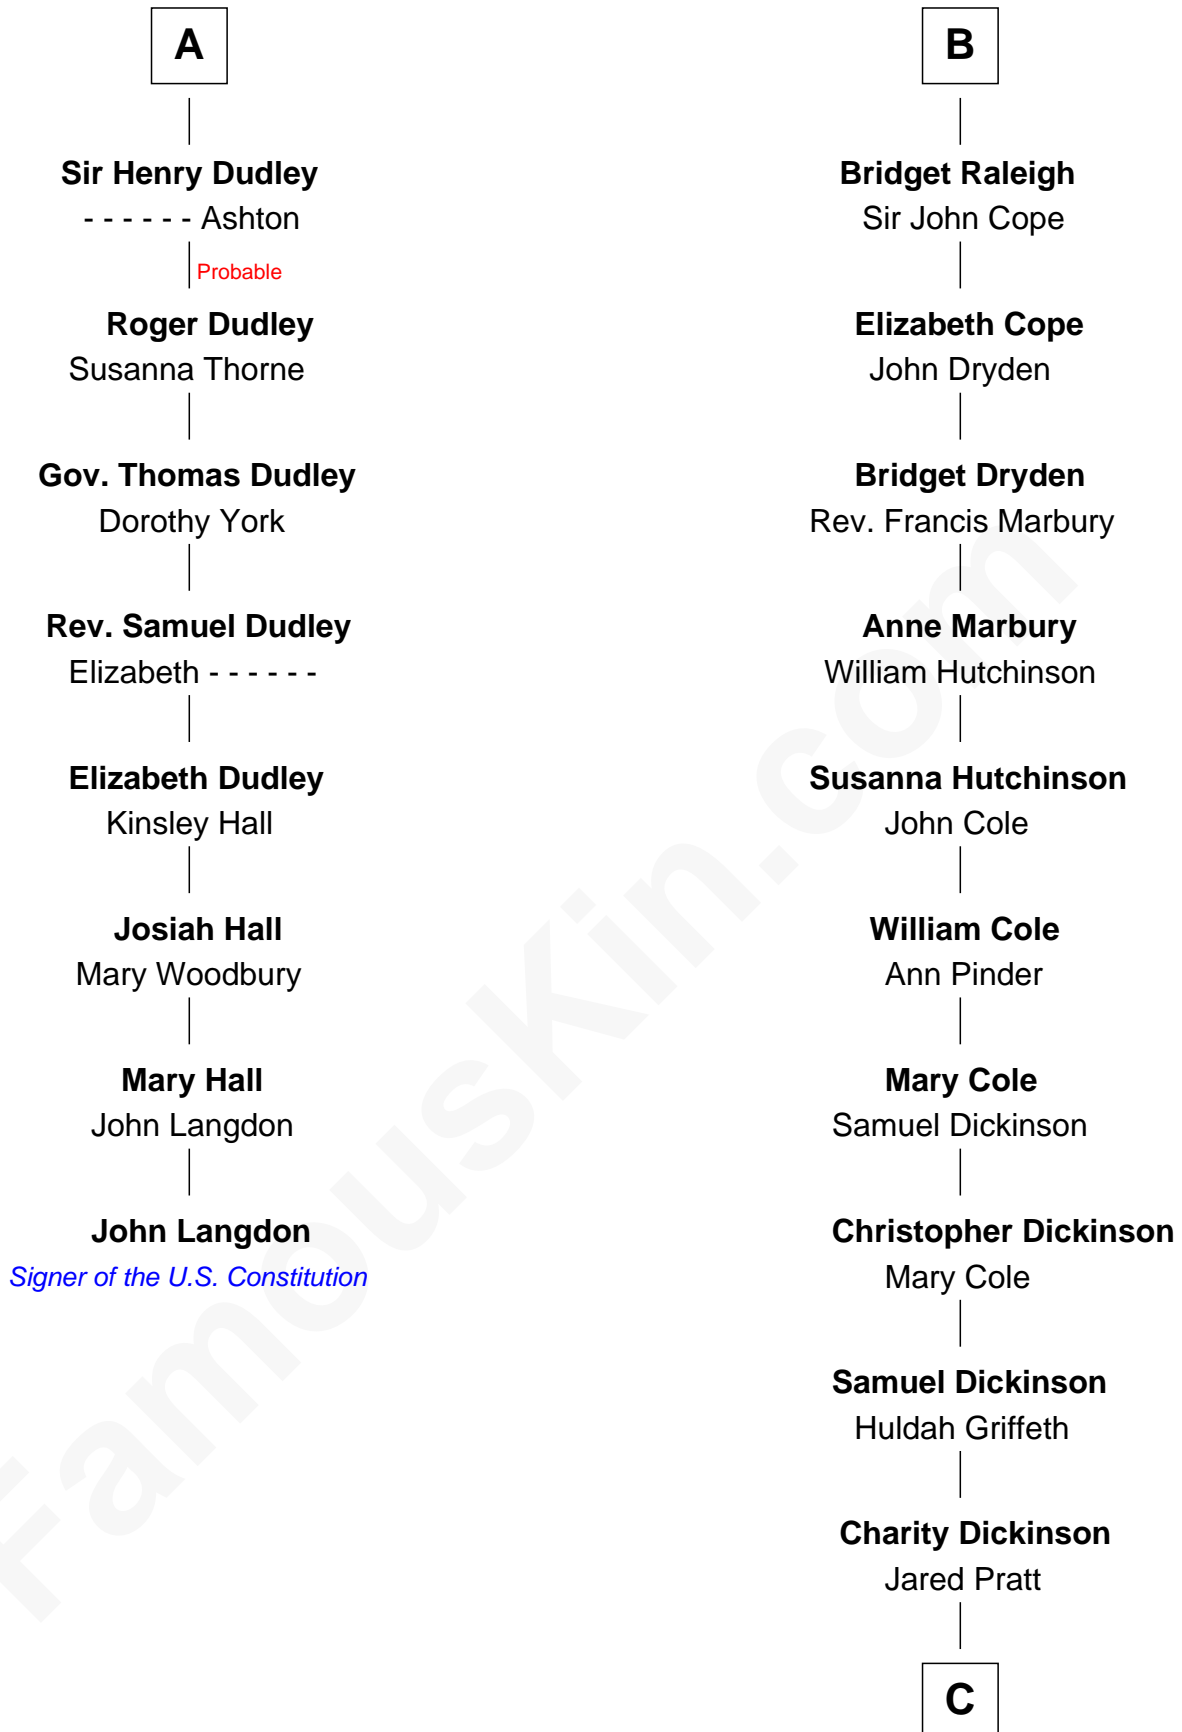 A
Sir Henry Dudley
- - - - - - Ashton
Probable
Roger Dudley
Susanna Thorne
Gov. Thomas Dudley
Dorothy York
Rev. Samuel Dudley
Elizabeth - - - - - -
Elizabeth Dudley
Kinsley Hall
Josiah Hall
Mary Woodbury
Mary Hall
John Langdon
John Langdon
Signer of the U.S. Constitution
B
Bridget Raleigh
Sir John Cope
Elizabeth Cope
John Dryden
Bridget Dryden
Rev. Francis Marbury
Anne Marbury
William Hutchinson
Susanna Hutchinson
John Cole
William Cole
Ann Pinder
Mary Cole
Samuel Dickinson
Christopher Dickinson
Mary Cole
Samuel Dickinson
Huldah Griffeth
Charity Dickinson
Jared Pratt
C
FamousKin.com